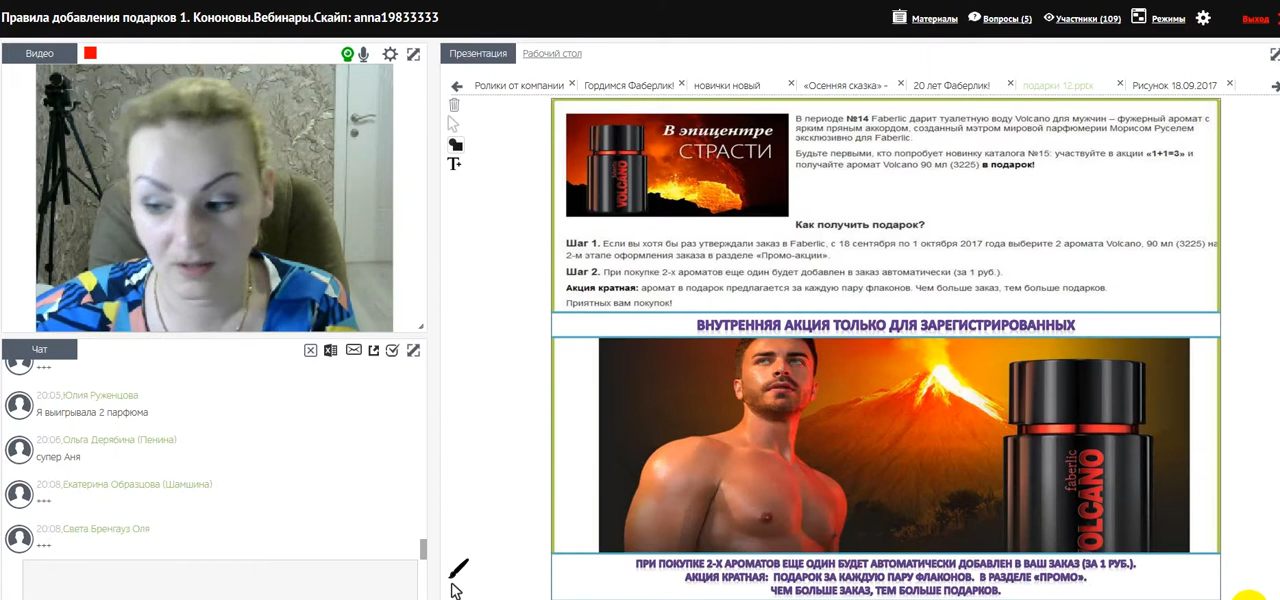 Правила добавления подарков 1. Кононовы.Вебинары.Скайп: anna19833333
Материалы
Вопросы (5)
Участники (109)
Режимы
Выход
Видео
Презентация
Рабочий стол
Ролики от компании
Гордимся Фаберлик!
новички новый
«Осенняя сказка» -
20 лет Фаберлик!
подарки 12.pptx
Рисунок 18.09.2017
В эпицентре
СТРАСТИ
VOLCANO
В периоде №14 Faberlic дарит туалетную воду Volcano для мужчин – фужерный аромат с
ярким пряным аккордом, созданный мэтром мировой парфюмерии Морисом Руселем
эксклюзивно для Faberlic.
Будьте первыми, кто попробует новинку каталога №15: участвуйте в акции «1+1=3» и
получайте аромат Volcano 90 мл (3225) в подарок!
Как получить подарок?
Шаг 1. Если вы хотя бы раз утверждали заказ в Faberlic, с 18 сентября по 1 октября 2017 года выберите 2 аромата Volcano, 90 мл (3225) на
2-м этапе оформления заказа в разделе «Промо-акции».
Шаг 2. При покупке 2-х ароматов еще один будет добавлен в заказ автоматически (за 1 руб.).
Акция кратная: аромат в подарок предлагается за каждую пару флаконов. Чем больше заказ, тем больше подарков.
Приятных вам покупок!
ВНУТРЕННЯЯ АКЦИЯ ТОЛЬКО ДЛЯ ЗАРЕГИСТРИРОВАННЫХ
faberlic
VOLCANO
ПРИ ПОКУПКЕ 2-Х АРОМАТОВ ЕЩЕ ОДИН БУДЕТ АВТОМАТИЧЕСКИ ДОБАВЛЕН В ВАШ ЗАКАЗ (ЗА 1 РУБ.).
АКЦИЯ КРАТНАЯ: ПОДАРОК ЗА КАЖДУЮ ПАРУ ФЛАКОНОВ. В РАЗДЕЛЕ «ПРОМО».
ЧЕМ БОЛЬШЕ ЗАКАЗ, ТЕМ БОЛЬШЕ ПОДАРКОВ.
Чат
+++
20:05,Юлия Руженцова
Я выигрывала 2 парфюма
20:06,Ольга Дерябина (Пенина)
супер Аня
20:08,Екатерина Образцова (Шамшина)
+++
20:08,Света Бренгауз Оля
+++